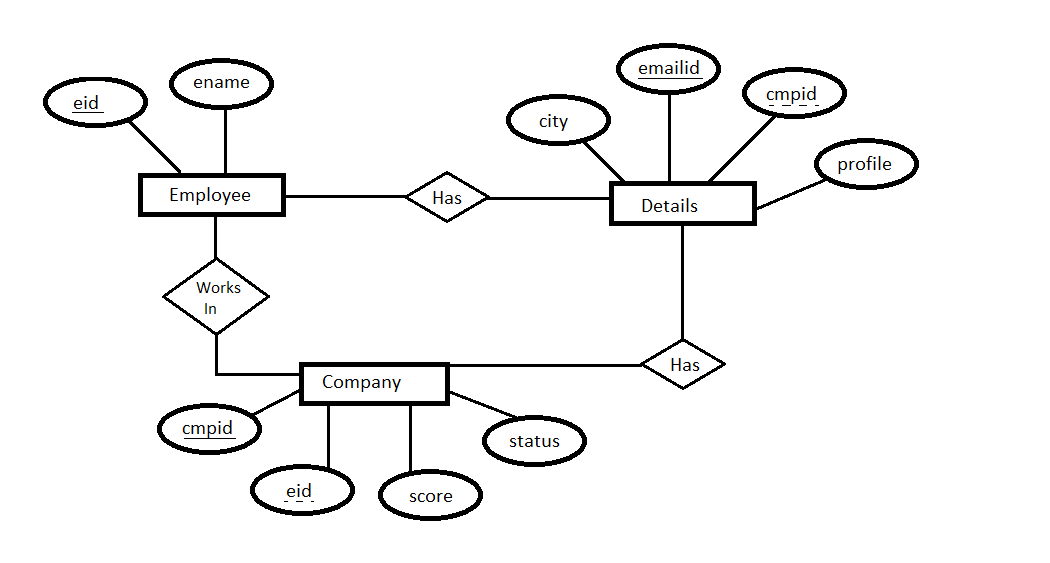 emailid
ename
cmpid
eid
city
profile
Employee
Has
Details
Works
In
Has
Company
cmpid
status
eid
score